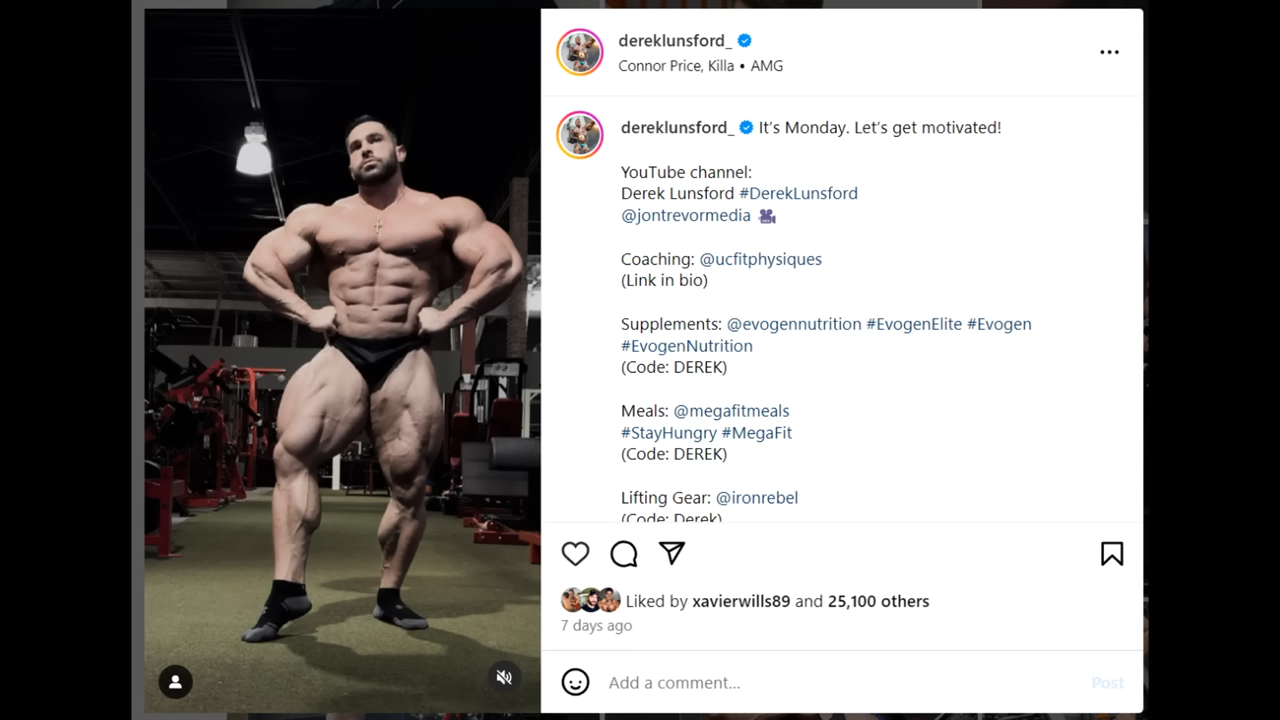 dereklunsford_
Connor Price, Killa • AMG
dereklunsford_ It’s Monday. Let’s get motivated!
YouTube channel:
Derek Lunsford #DerekLunsford
@jontrevormedia 🎥
Coaching: @ucfitphysiques
(Link in bio)
Supplements: @evogennutrition #EvogenElite #Evogen
#EvogenNutrition
(Code: DEREK)
Meals: @megafitmeals
#StayHungry #MegaFit
(Code: DEREK)
Lifting Gear: @ironrebel
(Code: Derek)
Liked by xavierwills89 and 25,100 others
7 days ago
Add a comment...
Post